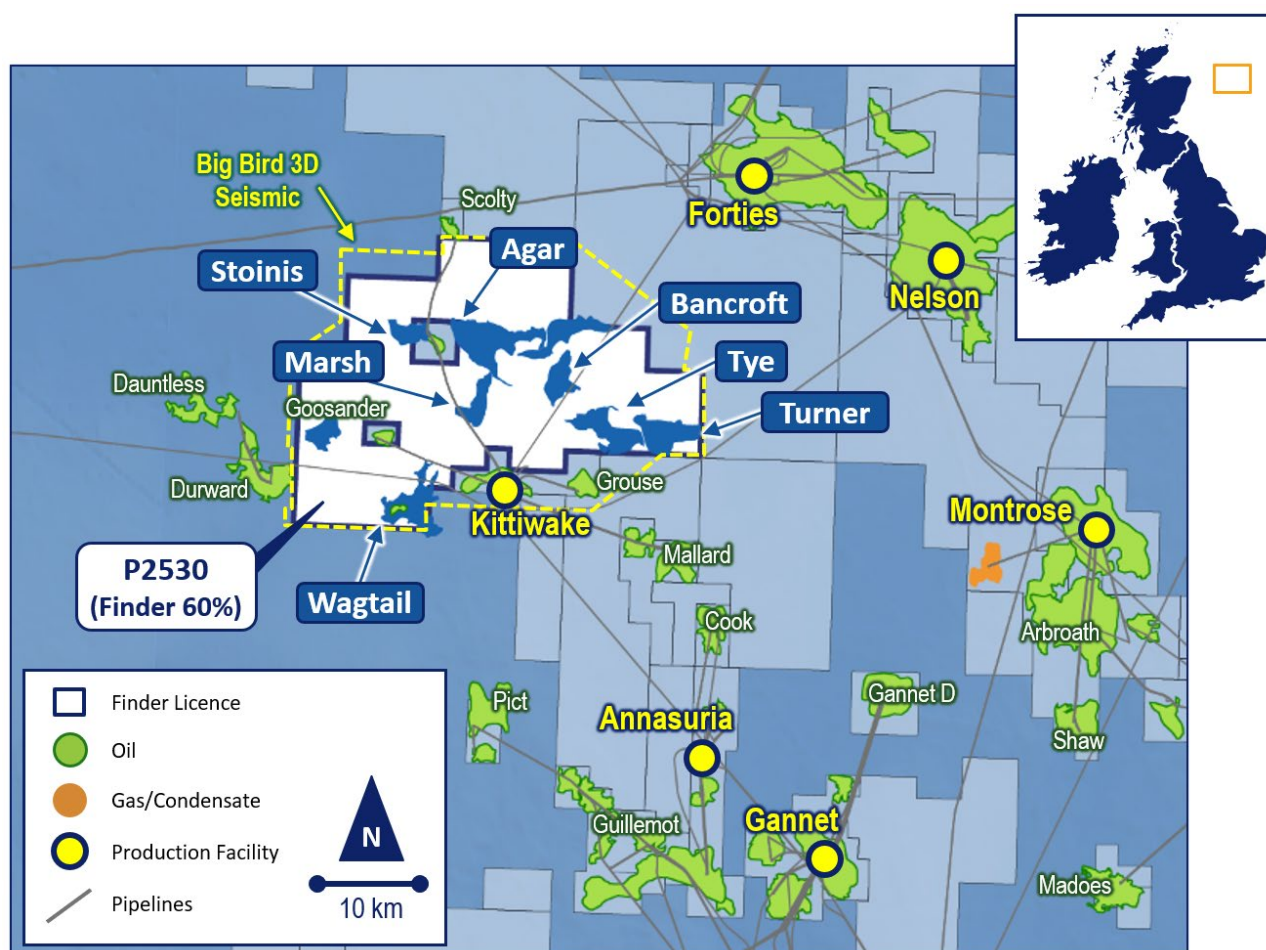 Big Bird 3D
Seismic
Scolty
Forties
Agar
Stoinis
Nelson
Bancroft
Marsh
Tye
Dauntless
Goosander
Turner
Durward
Grouse
Kittiwake
Montrose
Mallard
P2530
(Finder 60%)
Wagtail
Cook
Arbroath
Finder Licence
Pict
Gannet D
Annasuria
Shaw
Oil
Gas/Condensate
N
Guillemot
Gannet
Production Facility
Madoes
Pipelines
10 km